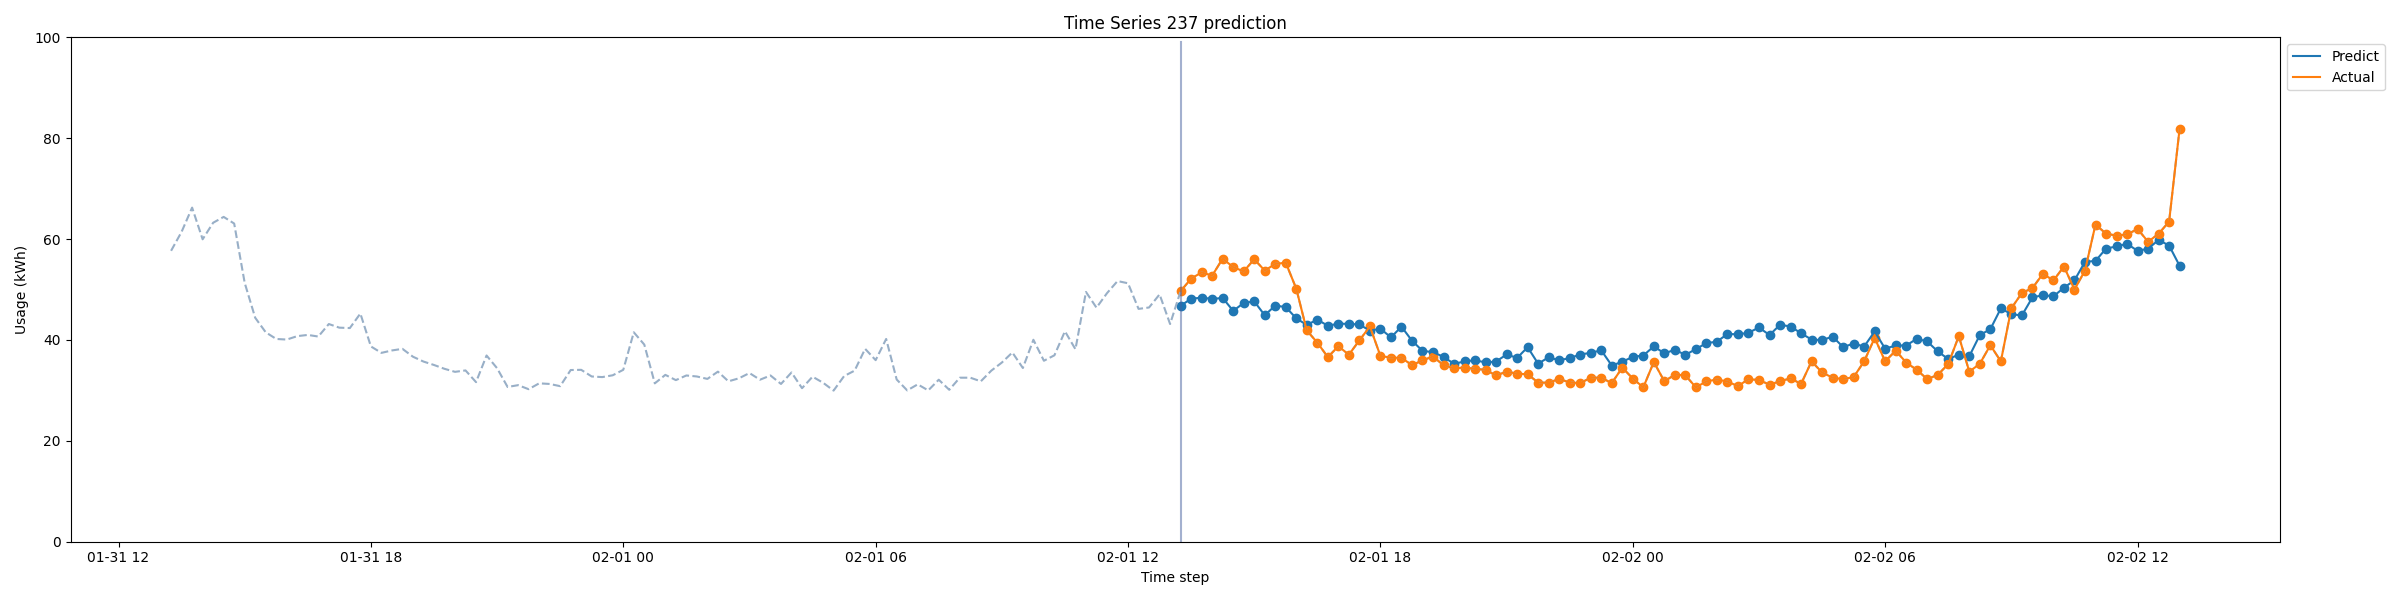 Time Series 237 prediction
100
80
60
40
20
0
Usage (kWh)
01-31 12 01-31 18 02-01 00 02-01 06 02-01 12 02-01 18 02-02 00 02-02 06 02-02 12
Time step
Predict
Actual